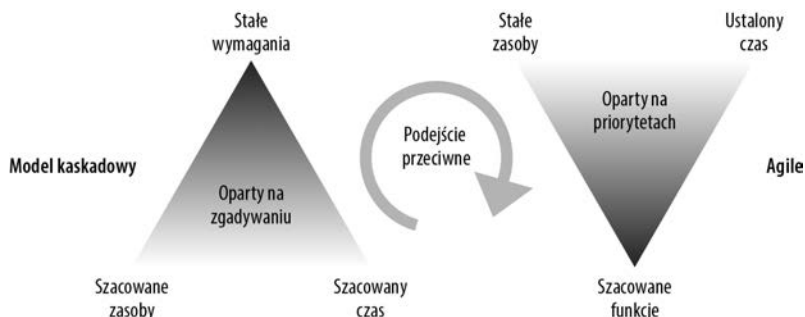 Stałe
wymagania
Stałe
zasoby
Ustalony
czas
Model kaskadowy
Oparty na
zgadywaniu
Podejście
przeciwne
Oparty na
priorytetach
Agile
Szacowane
zasoby
Szacowany
czas
Szacowane
funkcie